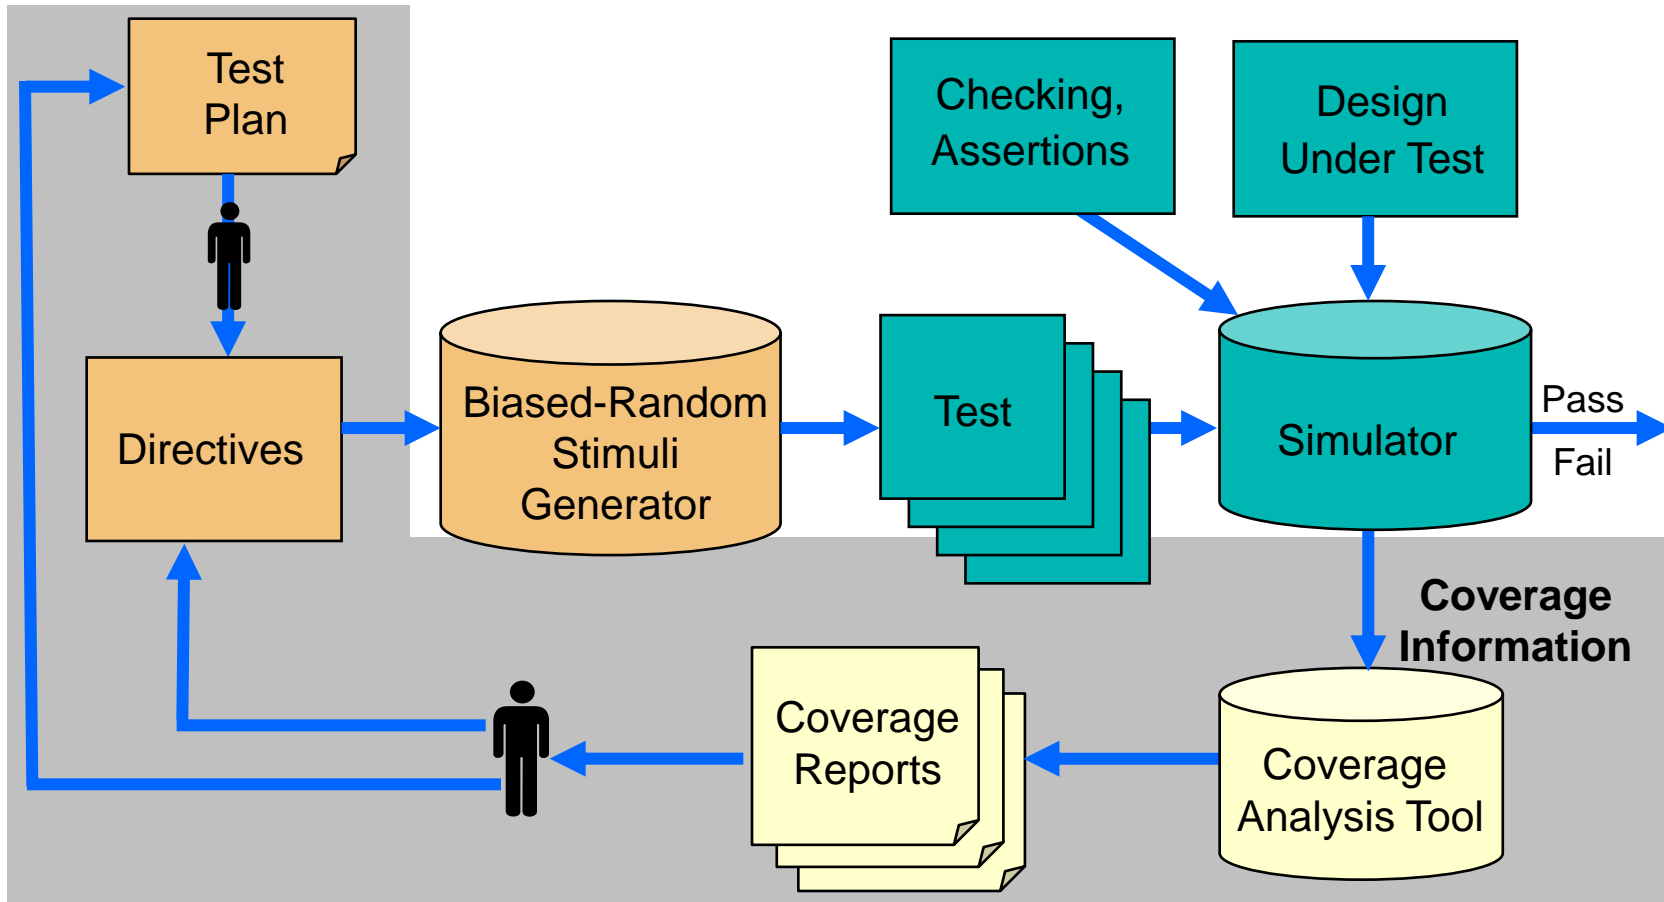 Test
Plan
Checking,
Assertions
Design
Under Test
Directives
Biased-Random
Stimuli
Generator
Test
Simulator
Pass
Fail
Coverage
Information
Coverage
Reports
Coverage
Analysis Tool